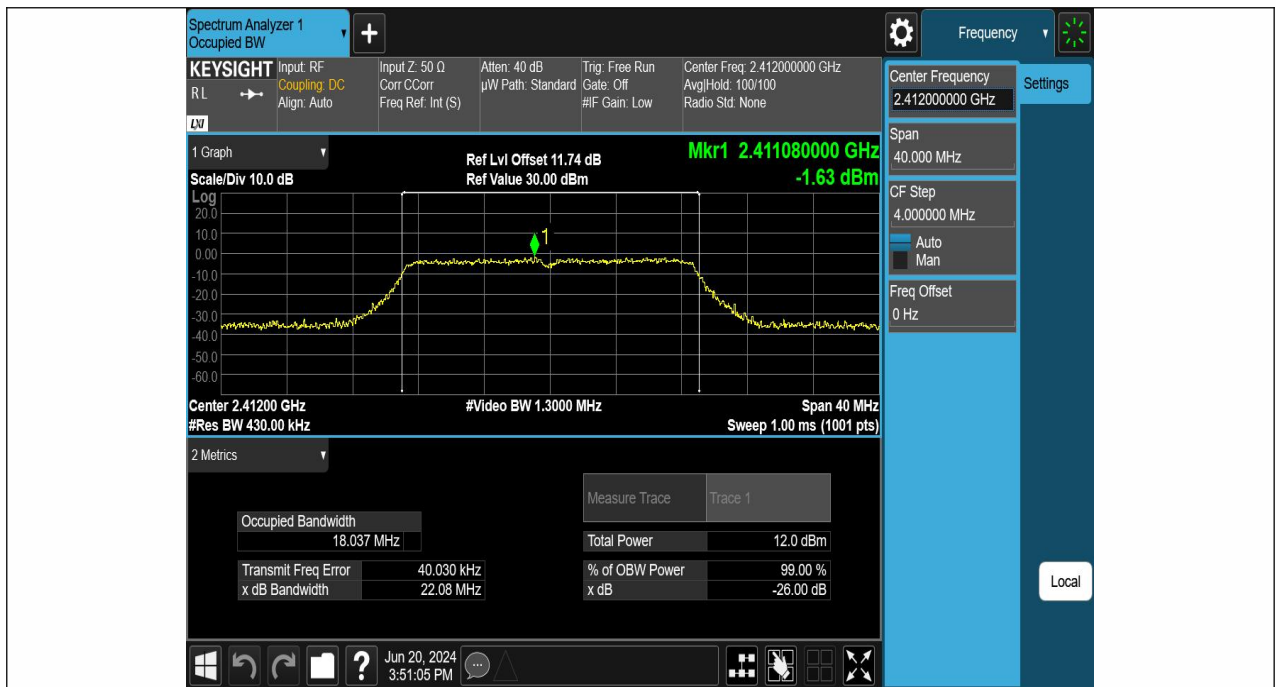 Spectrum Analyzer 1
Occupied BW
+
Frequency
KEYSIGHT
R L
LXI
Input: RF
Coupling: DC
Align: Auto
Input Z: 50 Ω
Corr CCorr
Freq Ref: Int (S)
Atten: 40 dB
µW Path: Standard
Trig: Free Run
Gate: Off
#IF Gain: Low
Center Freq: 2.412000000 GHz
Avg|Hold: 100/100
Radio Std: None
Center Frequency
2.412000000 GHz
Settings
Span
40.000 MHz
CF Step
4.000000 MHz
Auto
Man
Freq Offset
0 Hz
Local
1 Graph
Scale/Div 10.0 dB
Ref Lvl Offset 11.74 dB
Ref Value 30.00 dBm
Mkr1 2.411080000 GHz
-1.63 dBm
Log
20.0
10.0
0.00
-10.0
-20.0
-30.0
-40.0
-50.0
-60.0
1
Center 2.41200 GHz
#Video BW 1.3000 MHz
Span 40 MHz
#Res BW 430.00 kHz
Sweep 1.00 ms (1001 pts)
2 Metrics
Measure Trace Trace 1
Occupied Bandwidth
18.037 MHz
Total Power 12.0 dBm
Transmit Freq Error 40.030 kHz
% of OBW Power 99.00 %
x dB Bandwidth 22.08 MHz
x dB -26.00 dB
?
Jun 20, 2024
3:51:05 PM